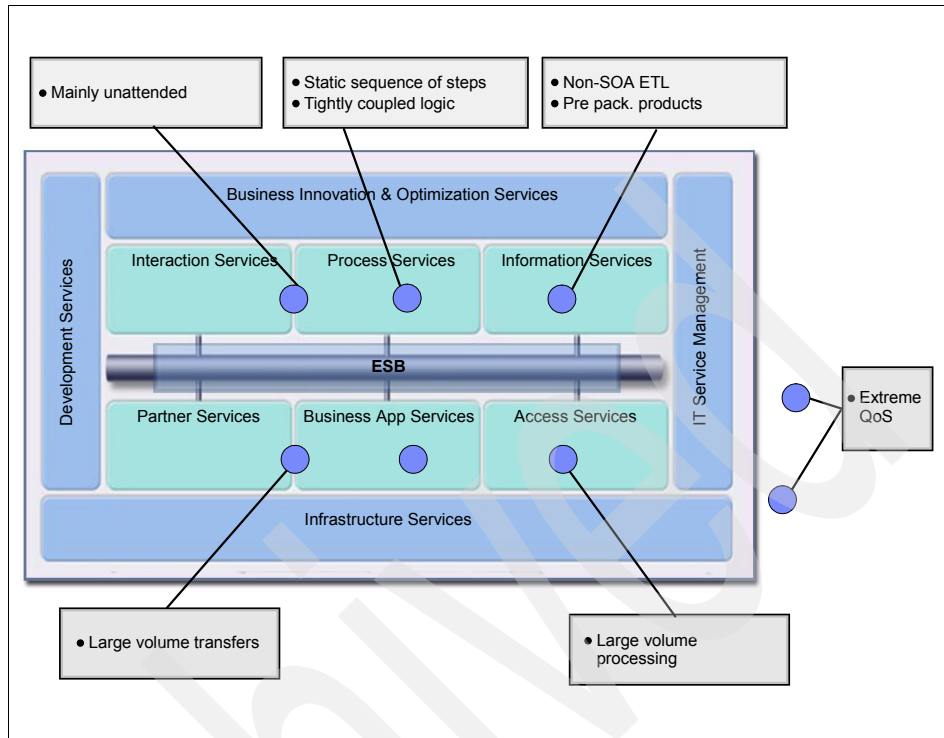 • Mainly unattended
• Static sequence of steps
• Tightly coupled logic
• Non-SOA ETL
• Pre pack. products
Business Innovation & Optimization Services
Development Services
Interaction Services
Process Services
Information Services
IT Service Management
ESB
Partner Services
Business App Services
Access Services
• Extreme
QoS
Infrastructure Services
• Large volume transfers
• Large volume
processing